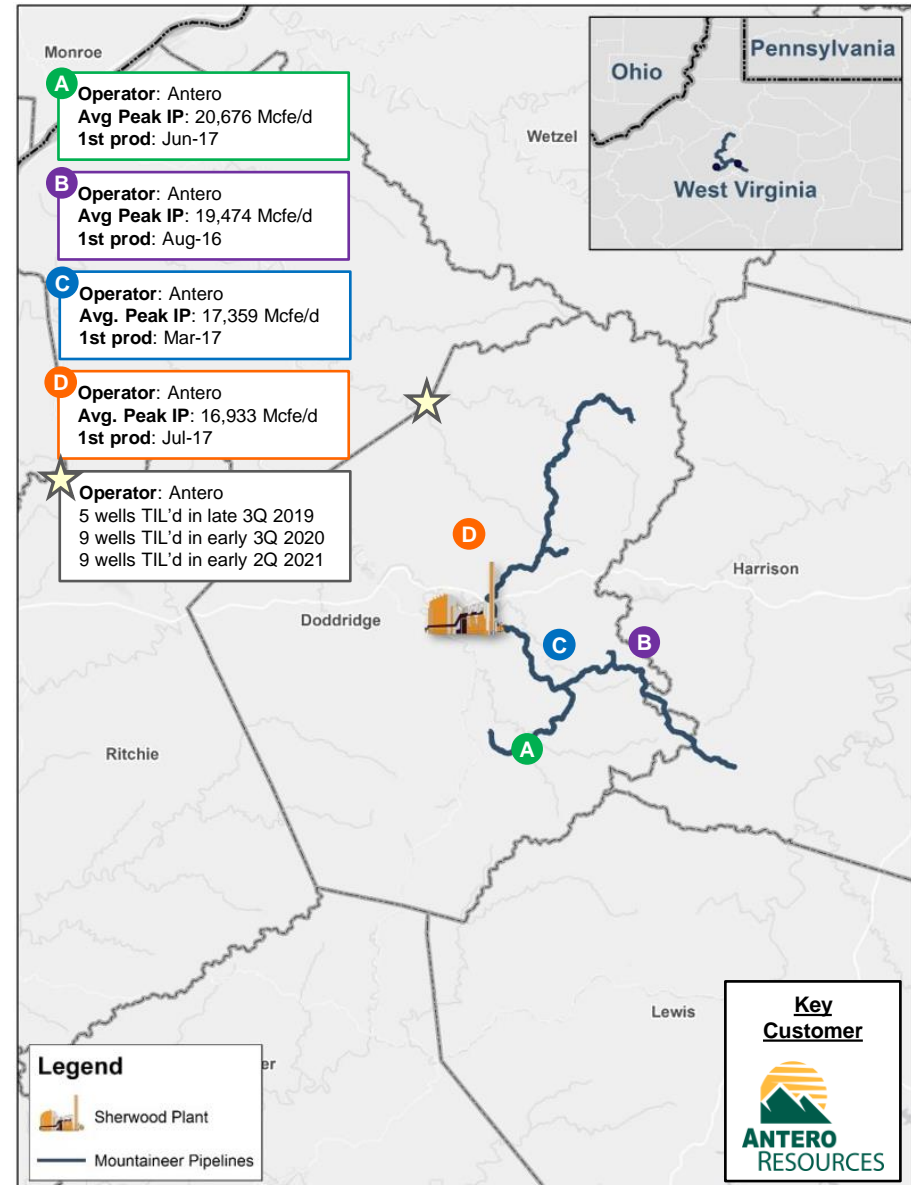 Monroe
A
Operator: Antero
Avg Peak IP: 20,676 Mcfe/d
1st prod: Jun-17
B
Operator: Antero
Avg Peak IP: 19,474 Mcfe/d
1st prod: Aug-16
C
Operator: Antero
Avg. Peak IP: 17,359 Mcfe/d
1st prod: Mar-17
D
Operator: Antero
Avg. Peak IP: 16,933 Mcfe/d
1st prod: Jul-17
Operator: Antero
5 wells TIL’d in late 3Q 2019
9 wells TIL’d in early 3Q 2020
9 wells TIL’d in early 2Q 2021
Wetzel
Pennsylvania
Ohio
West Virginia
D
Harrison
Doddridge
C
B
A
Ritchie
Lewis
er
Legend
Sherwood Plant
Mountaineer Pipelines
Key
Customer
ANTERO
RESOURCES